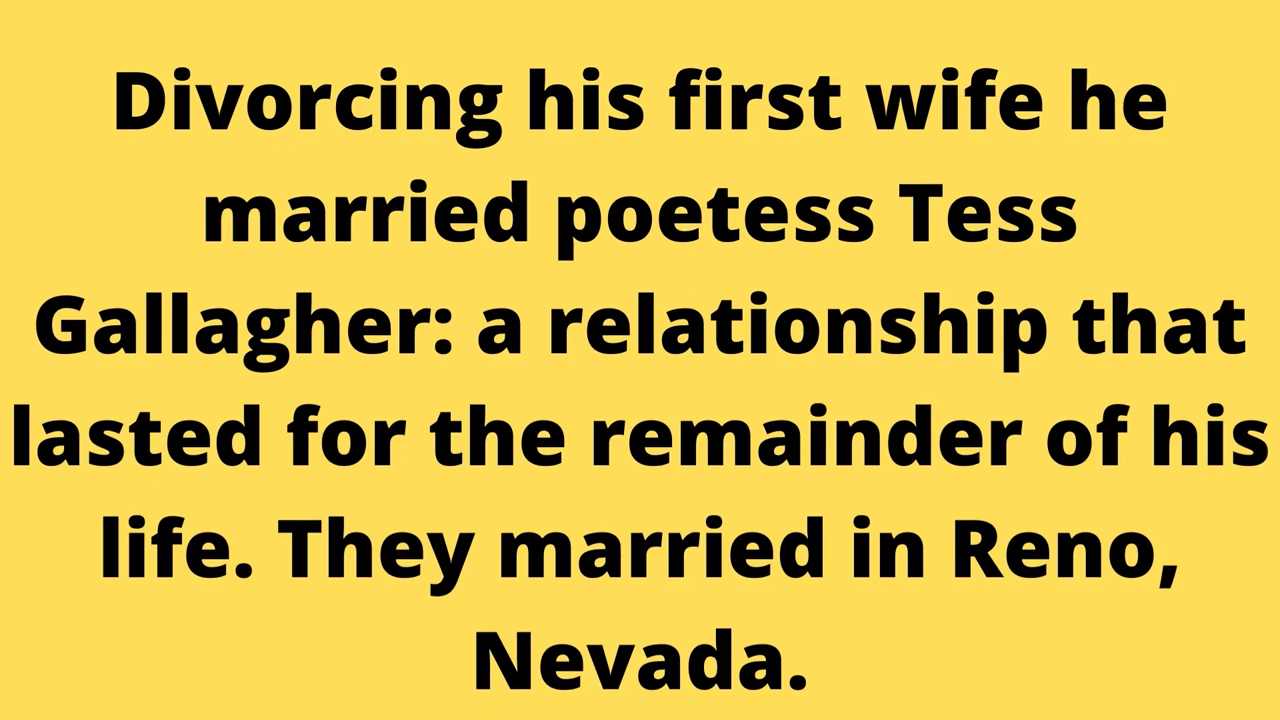 Divorcing his first wife he
married poetess Tess
Gallagher: a relationship that
lasted for the remainder of his
life. They married in Reno,
Nevada.